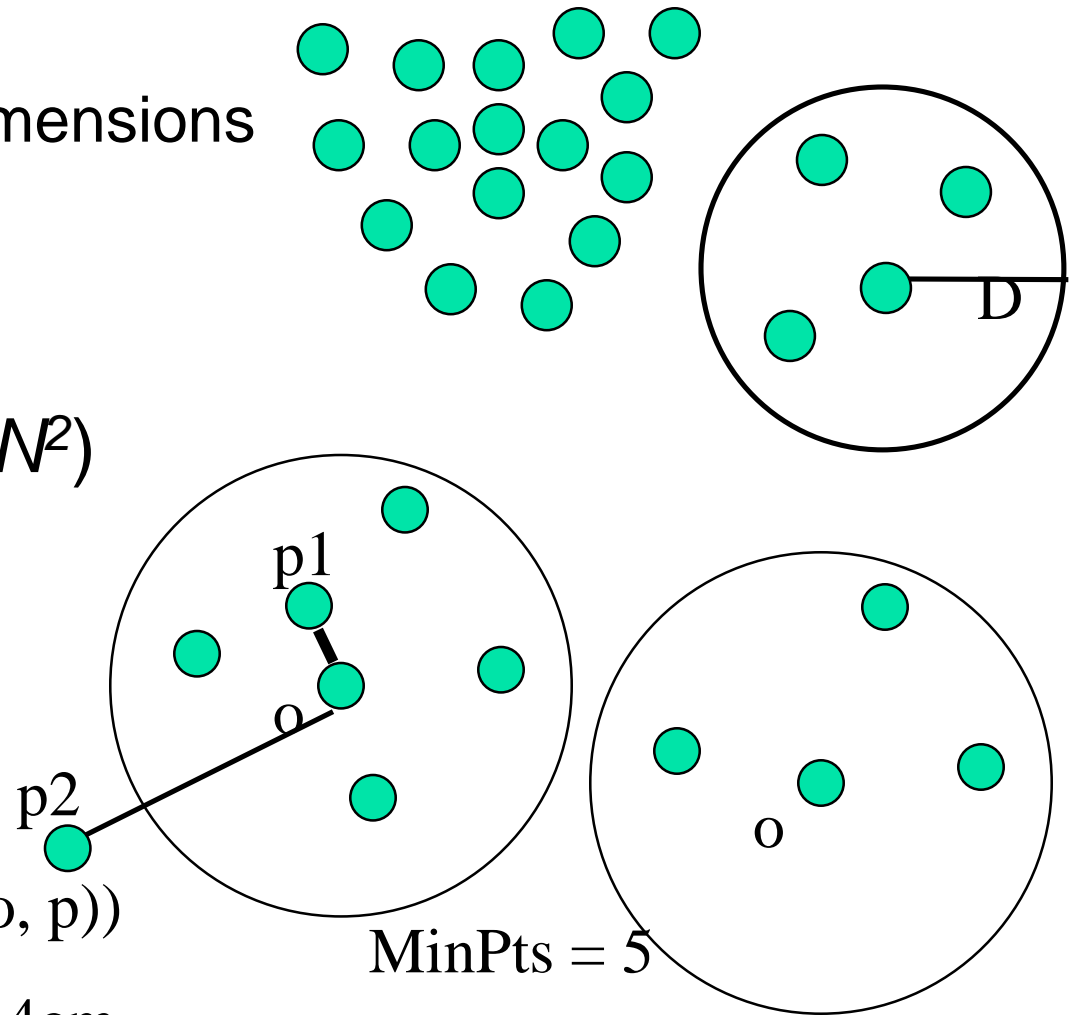 mensions
D
N²)
p1
o
p2
o
o, p))
MinPts = 5